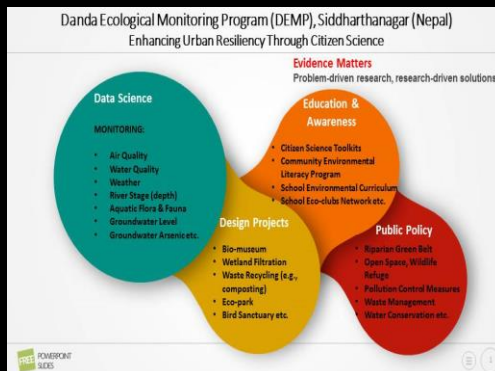 Danda Ecological Monitoring Program (DEMP), Siddharthanagar (Nepal)
Enhancing Urban Resiliency Through Citizen Science
Evidence Matters
Problem-driven research, research-driven solutions
Data Science
MONITORING:
• Air Quality
• Water Quality
• Weather
• River Stage (depth)
• Aquatic Flora & Fauna
• Groundwater Level
• Groundwater Arsenic etc.
Education &
Awareness
• Citizen Science Toolkits
• Community Environmental
Literacy Program
• School Environmental Curriculum
• School Eco-clubs Network etc.
Design Projects
• Bio-museum
• Wetland Filtration
• Waste Recycling (e.g.,
composting)
• Eco-park
• Bird Sanctuary etc.
Public Policy
• Riparian Green Belt
• Open Space, Wildlife
Refuge
• Pollution Control Measures
• Waste Management
• Water Conservation etc.
FREE POWERPOINT
SLIDES